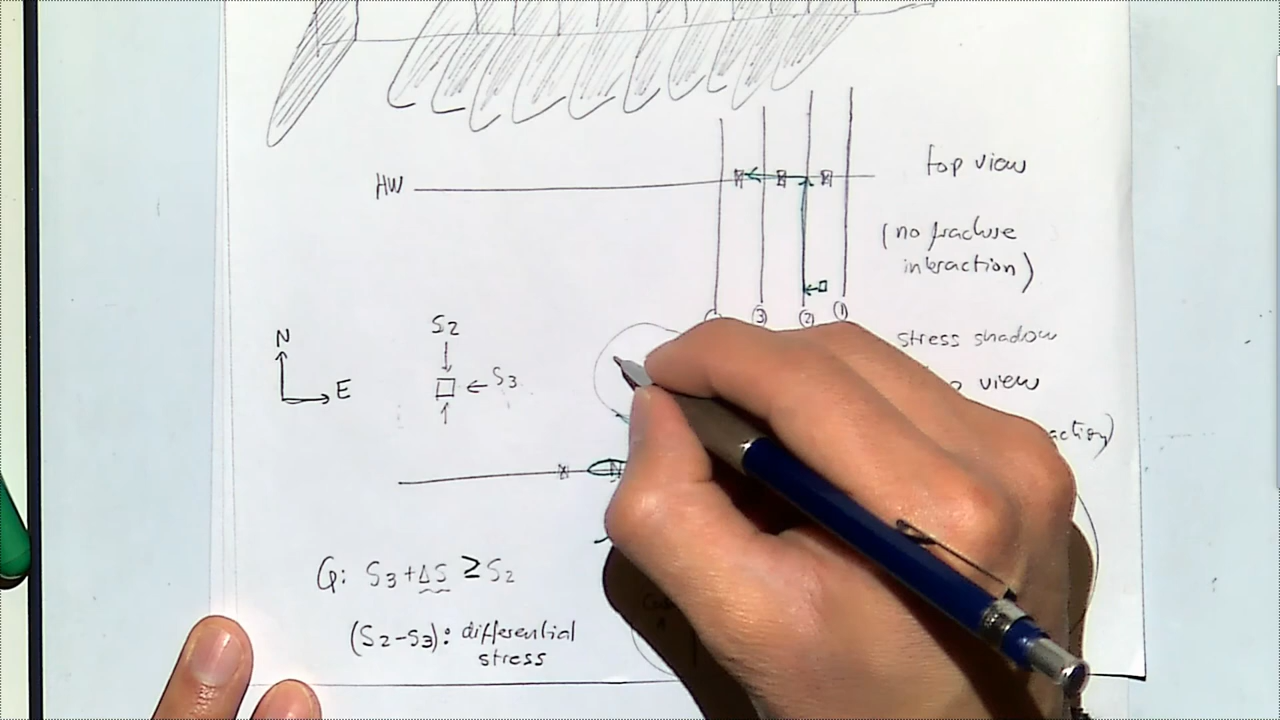 HW
top view
(no fracture
interaction)
③ ② ①
stress shadow
view
action)
N
E
S2
S3
G: S3+ΔS ≥ S2
(S2-S3): differential
stress